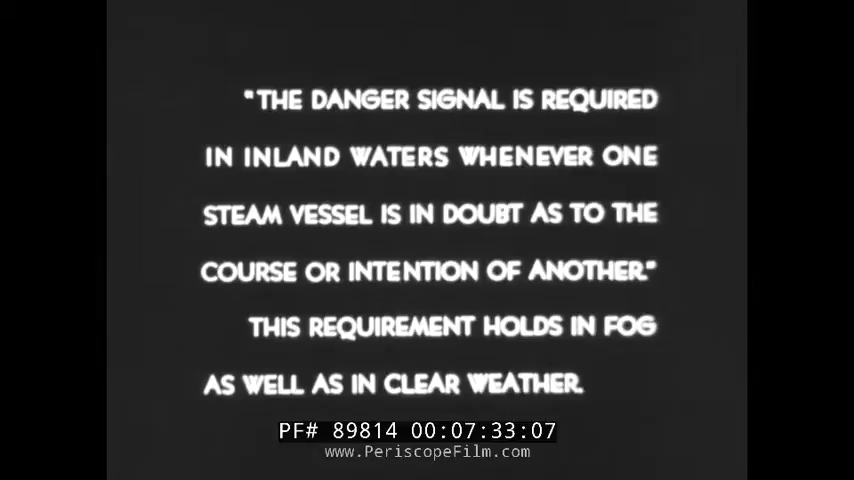 "THE DANGER SIGNAL IS REQUIRED
IN INLAND WATERS WHENEVER ONE
STEAM VESSEL IS IN DOUBT AS TO THE
COURSE OR INTENTION OF ANOTHER."
THIS REQUIREMENT HOLDS IN FOG
AS WELL AS IN CLEAR WEATHER.
PF# 89814 00:07:33:07
www.PeriscopeFilm.com